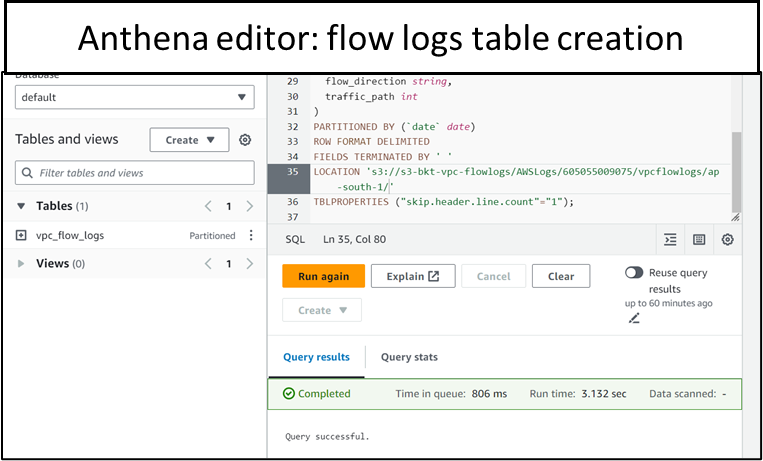 Anthena editor: flow logs table creation
Database
default
Tables and views
Create
Filter tables and views
Tables (1)
1
vpc_flow_logs
Partitioned
Views (0)
1
29 flow_direction string,
30 traffic_path int
31 )
32 PARTITIONED BY (`date` date)
33 ROW FORMAT DELIMITED
34 FIELDS TERMINATED BY ' '
35 LOCATION 's3://s3-bkt-vpc-flowlogs/AWSLogs/605055009075/vpcflowlogs/ap
-south-1/'
36 TBLPROPERTIES ("skip.header.line.count"="1");
37
SQL Ln 35, Col 80
Run again
Explain
Cancel
Clear
Reuse query
results
up to 60 minutes ago
Create
Query results
Query stats
Completed
Time in queue: 806 ms
Run time: 3.132 sec
Data scanned: -
Query successful.